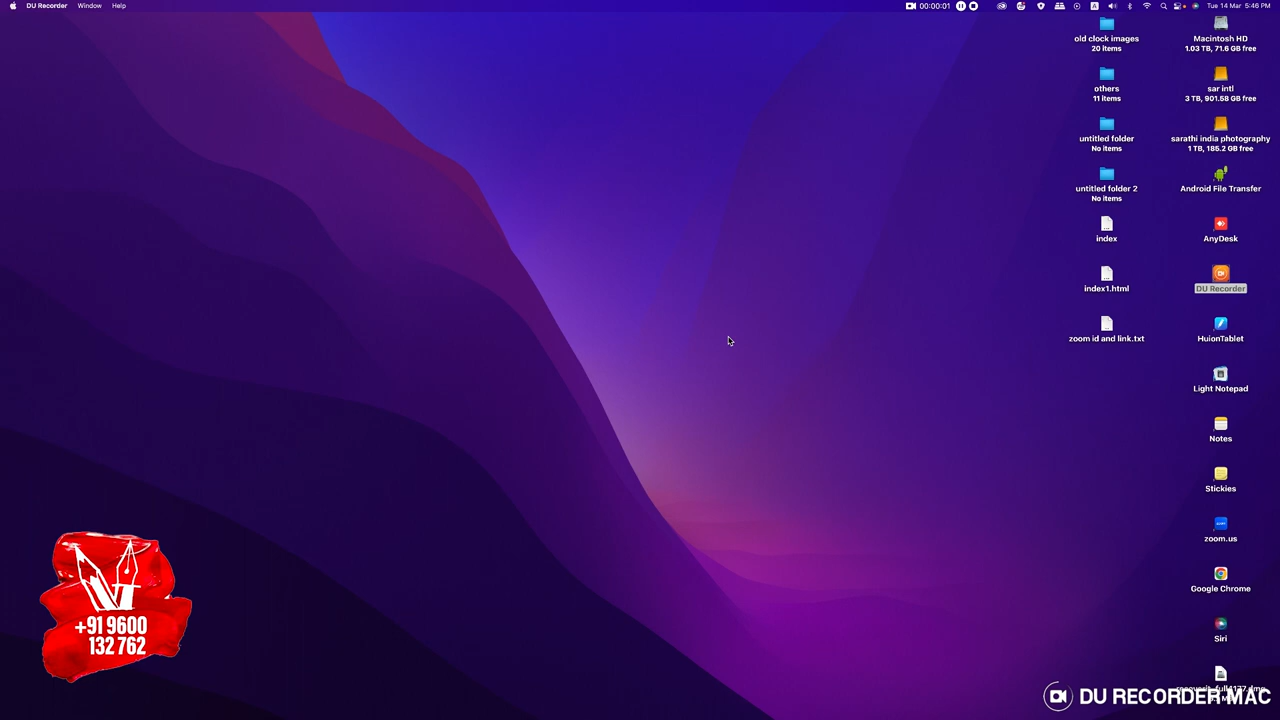 DU Recorder Window Help
00:00:01
Tue 14 Mar 5:46 PM
old clock images
20 items
others
11 items
untitled folder
No items
untitled folder 2
No items
index
index1.html
zoom id and link.txt
Macintosh HD
1.03 TB, 71.6 GB free
sar intl
3 TB, 901.58 GB free
sarathi india photography
1 TB, 185.2 GB free
Android File Transfer
AnyDesk
DU Recorder
HuionTablet
Light Notepad
Notes
Stickies
zoom.us
Google Chrome
Siri
+91 9600
132 762
DU RECORDER MAC